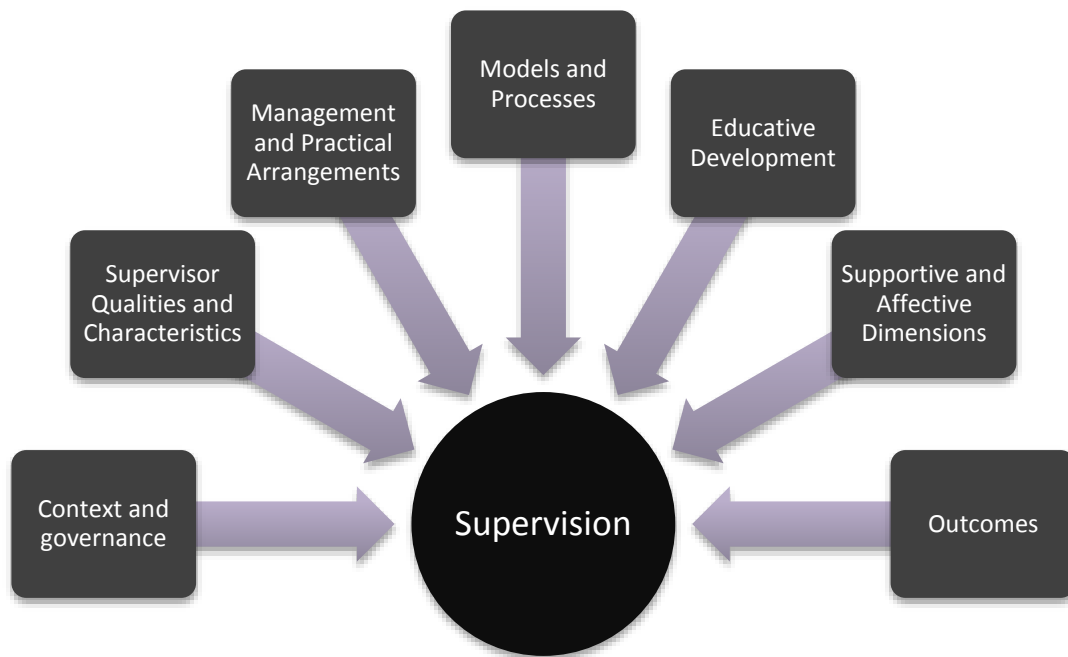 Models and
Processes
Management
and Practical
Arrangements
Educative
Development
Supervisor
Qualities and
Characteristics
Supportive and
Affective
Dimensions
Context and
governance
Supervision
Outcomes